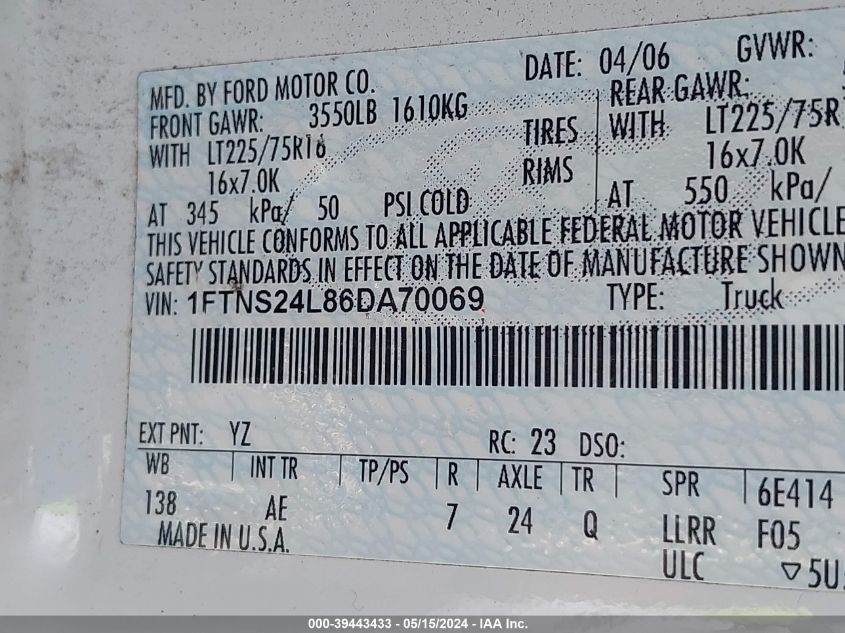 MFD. BY FORD MOTOR CO. DATE: 04/06 GVWR:
FRONT GAWR: 3550LB 1610KG REAR GAWR:
WITH LT225/75R16 TIRES WITH LT225/75R
16x7.0K RIMS 16x7.0K
AT 345 kPa/ 50 PSI COLD AT 550 kPa/
THIS VEHICLE CONFORMS TO ALL APPLICABLE FEDERAL MOTOR VEHICLE
SAFETY STANDARDS IN EFFECT ON THE DATE OF MANUFACTURE SHOWN
VIN: 1FTNS24L86DA70069 TYPE: Truck
EXT PNT: YZ RC: 23 DSO:
WB INT TR TP/PS R AXLE TR SPR 6E414
138 AE 7 24 Q LLRR F05
MADE IN U.S.A. ULC ▽5U
000-39443433 - 05/15/2024 - IAA Inc.